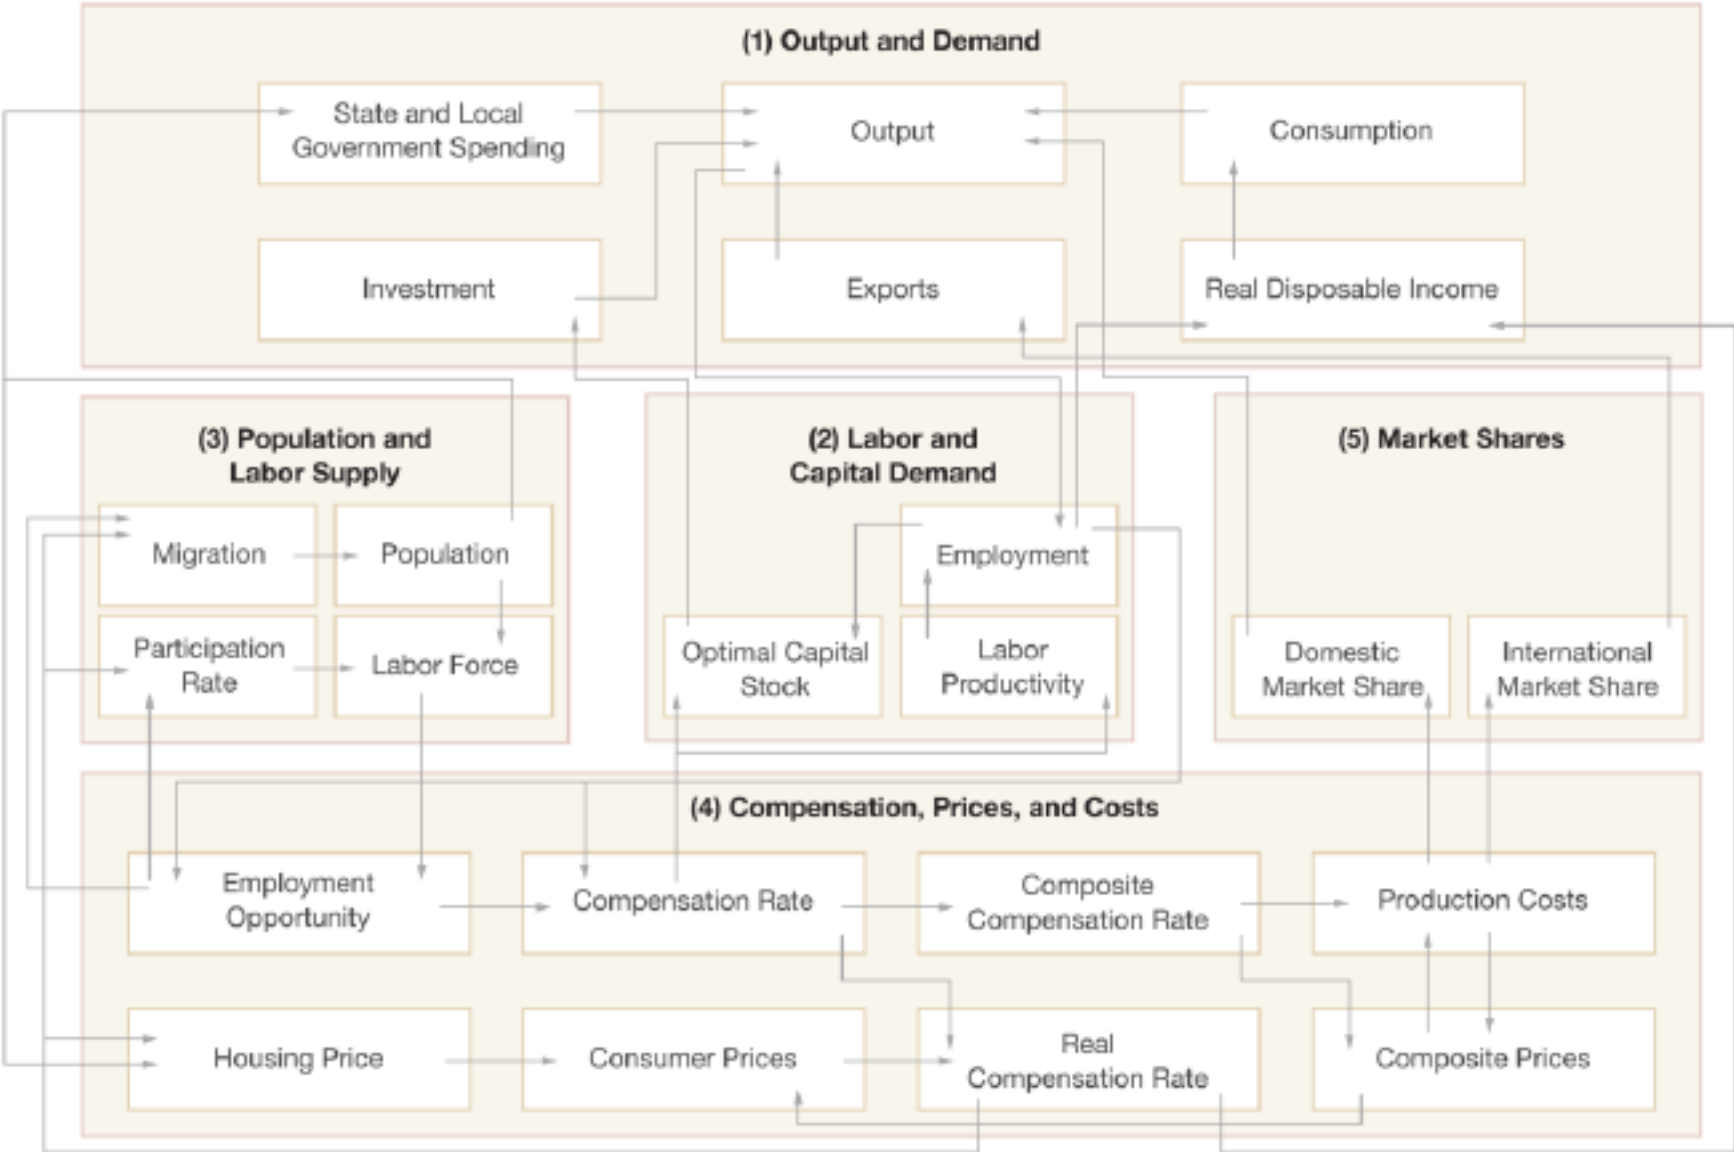 (1) Output and Demand
State and Local
Government Spending
Output
Consumption
Investment
Exports
Real Disposable Income
(3) Population and
Labor Supply
Migration
Population
Participation
Rate
Labor Force
(2) Labor and
Capital Demand
Employment
Optimal Capital
Stock
Labor
Productivity
(5) Market Shares
Domestic
Market Share
International
Market Share
(4) Compensation, Prices, and Costs
Employment
Opportunity
Compensation Rate
Composite
Compensation Rate
Production Costs
Housing Price
Consumer Prices
Real
Compensation Rate
Composite Prices